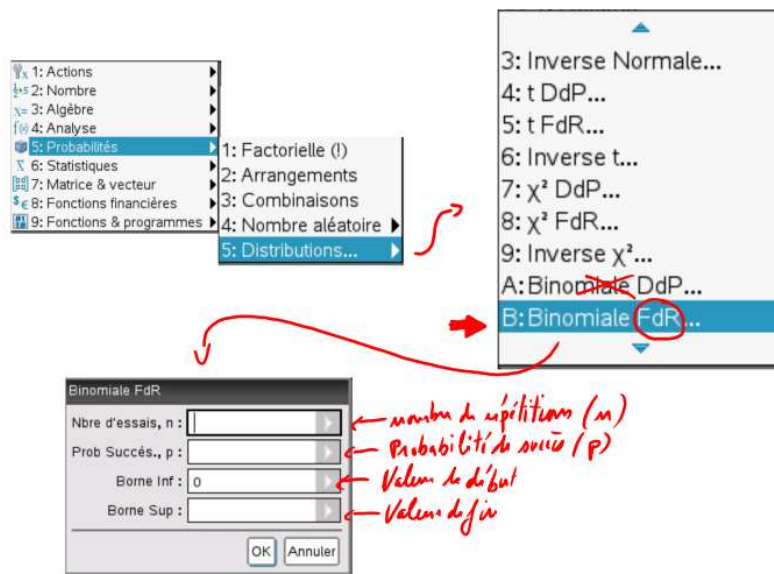 1: Actions
2: Nombre
3: Algèbre
4: Analyse
5: Probabilités
6: Statistiques
7: Matrice & vecteur
8: Fonctions financières
9: Fonctions & programmes
1: Factorielle (!)
2: Arrangements
3: Combinaisons
4: Nombre aléatoire
5: Distributions...
3: Inverse Normale...
4: t DdP...
5: t FdR...
6: Inverse t...
7: χ² DdP...
8: χ² FdR...
9: Inverse χ²...
A: Binomiale DdP...
B: Binomiale FdR...
Binomiale FdR
Nbre d'essais, n :
nombre de répétitions (n)
Prob Succés., p :
Probabilité de succès (p)
Borne Inf : 0
Valeur de début
Borne Sup :
Valeur de fin
OK Annuler